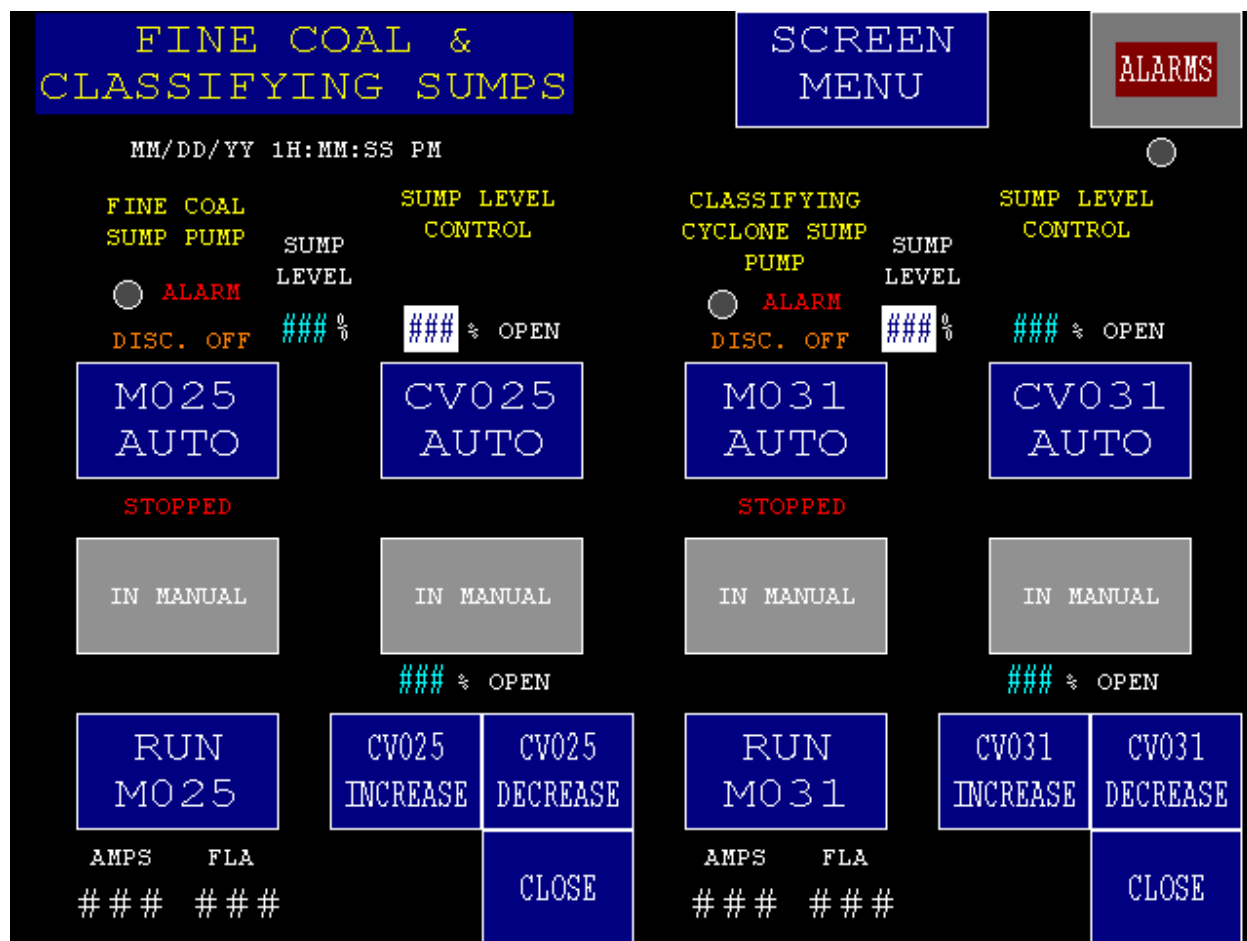 FINE COAL &
CLASSIFYING SUMPS
SCREEN
MENU
ALARMS
MM/DD/YY 1H:MM:SS PM
FINE COAL
SUMP PUMP
ALARM
DISC. OFF
SUMP
LEVEL
###%
SUMP LEVEL
CONTROL
### % OPEN
CLASSIFYING
CYCLONE SUMP
PUMP
ALARM
DISC. OFF
SUMP
LEVEL
###%
SUMP LEVEL
CONTROL
### % OPEN
M025
AUTO
CV025
AUTO
M031
AUTO
CV031
AUTO
STOPPED
STOPPED
IN MANUAL
IN MANUAL
IN MANUAL
IN MANUAL
### % OPEN
### % OPEN
RUN
M025
CV025
INCREASE
CV025
DECREASE
RUN
M031
CV031
INCREASE
CV031
DECREASE
AMPS FLA
### ###
CLOSE
AMPS FLA
### ###
CLOSE